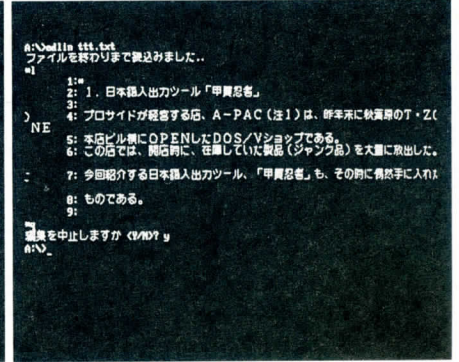 A:\>edlin ttt.txt
ファイルを終わりまで読込みました..
*l
1:*
2: 1．日本語入出力ツール「甲賀忍者」
3:
4: プロサイドが経営する店、A-PAC（注1）は、昨年末に秋葉原のT・Z
NE
5: 本店ビル横にOPENしたDOS/Vショップである。
6: この店では、開店時に、在庫していた製品（ジャンク品）を大量に放出した。
7: 今回紹介する日本語入出力ツール、「甲賀忍者」も、その時に偶然手に入れた
8: ものである。
9:
編集を中止しますか <Y/N>? y
A:\>_